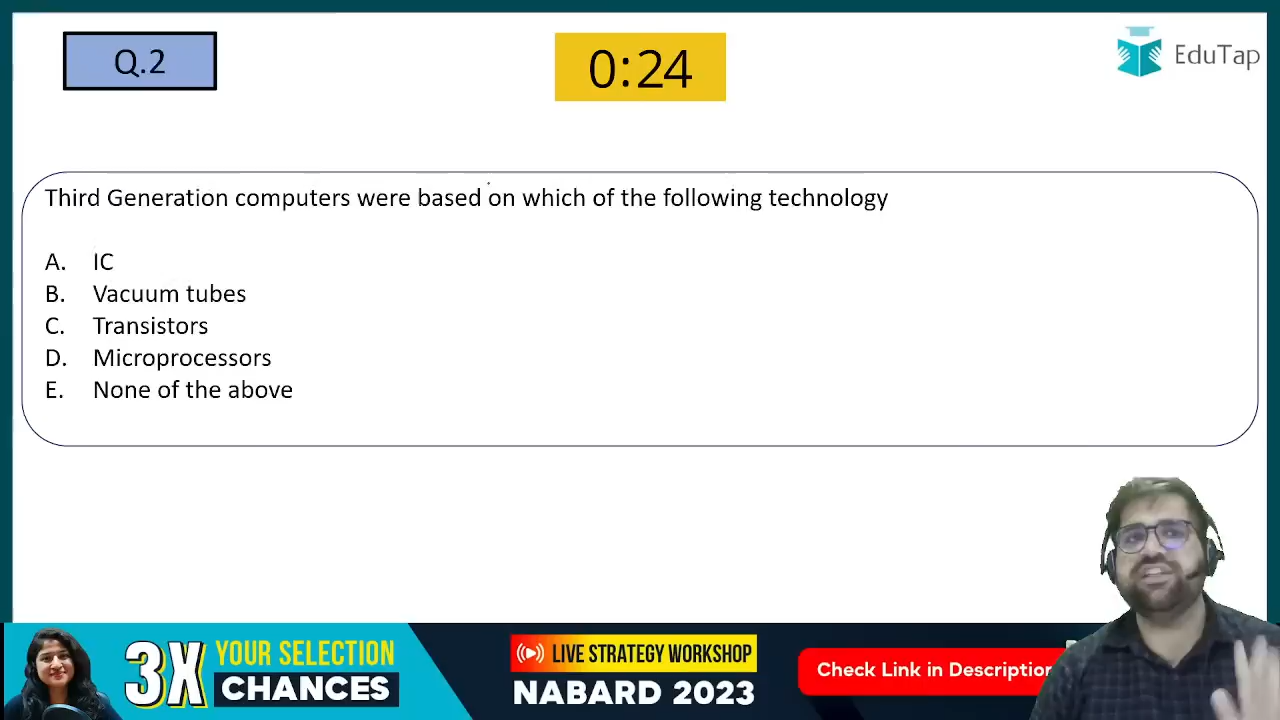 Q.2
0:24
EduTap
Third Generation computers were based on which of the following technology
A. IC
B. Vacuum tubes
C. Transistors
D. Microprocessors
E. None of the above
3X YOUR SELECTION
CHANCES
LIVE STRATEGY WORKSHOP
NABARD 2023
Check Link in Description